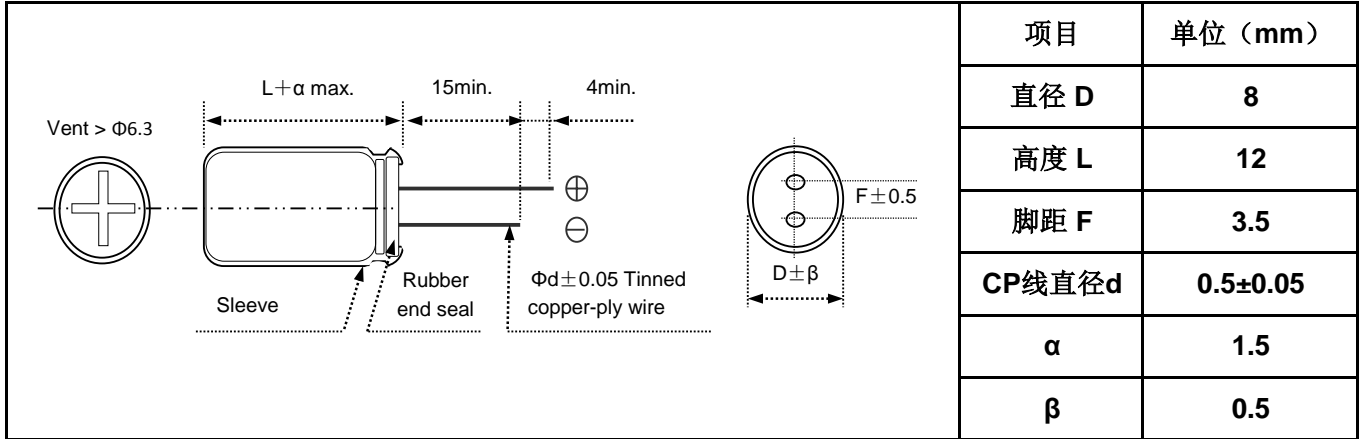 L＋α max.
15min.
4min.
Vent > Φ6.3
⊕
⊖
F±0.5
D±β
Sleeve
Rubber
end seal
Φd±0.05 Tinned
copper-ply wire
项目 单位（mm）
直径 D 8
高度 L 12
脚距 F 3.5
CP线直径d 0.5±0.05
α 1.5
β 0.5